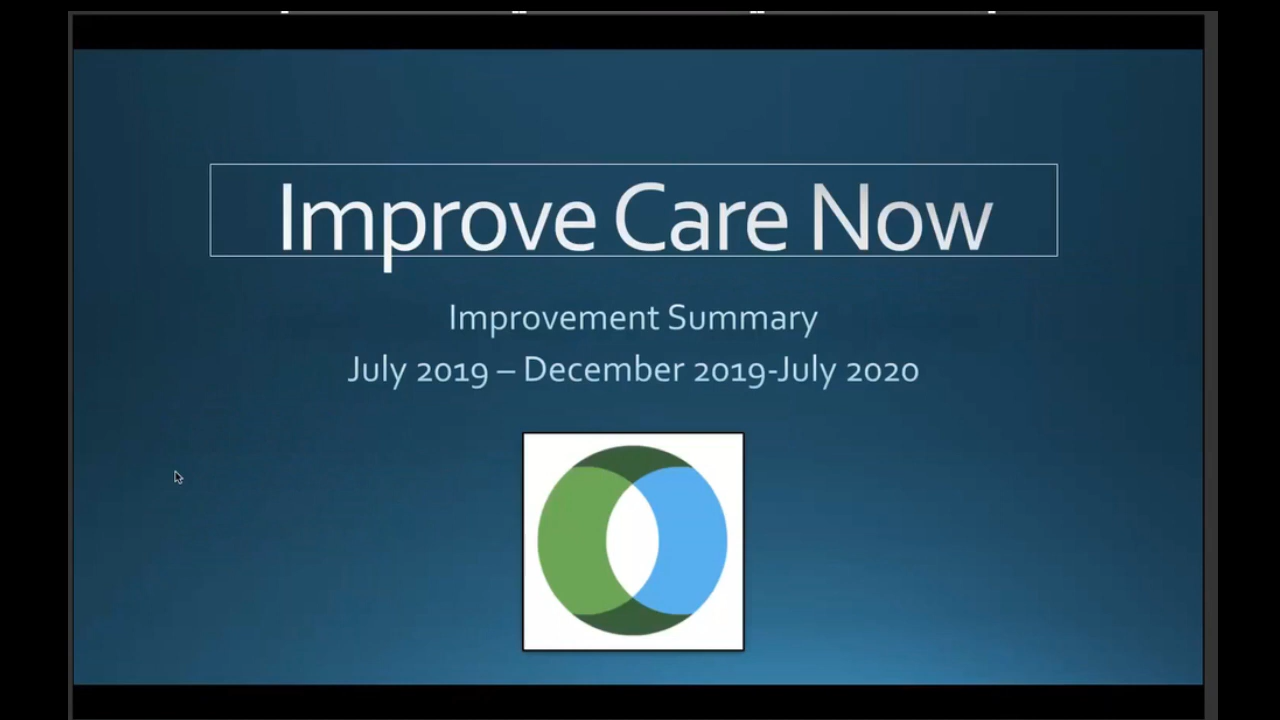 Improve Care Now
Improvement Summary
July 2019 – December 2019-July 2020